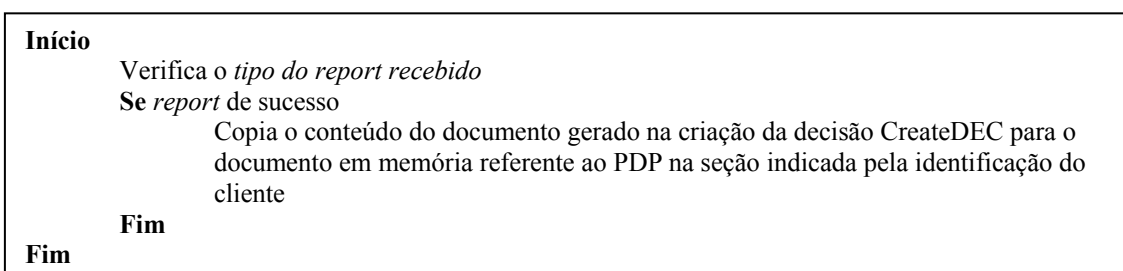 Início
Verifica o tipo do report recebido
Se report de sucesso
Copia o conteúdo do documento gerado na criação da decisão CreateDEC para o
documento em memória referente ao PDP na seção indicada pela identificação do
cliente
Fim
Fim